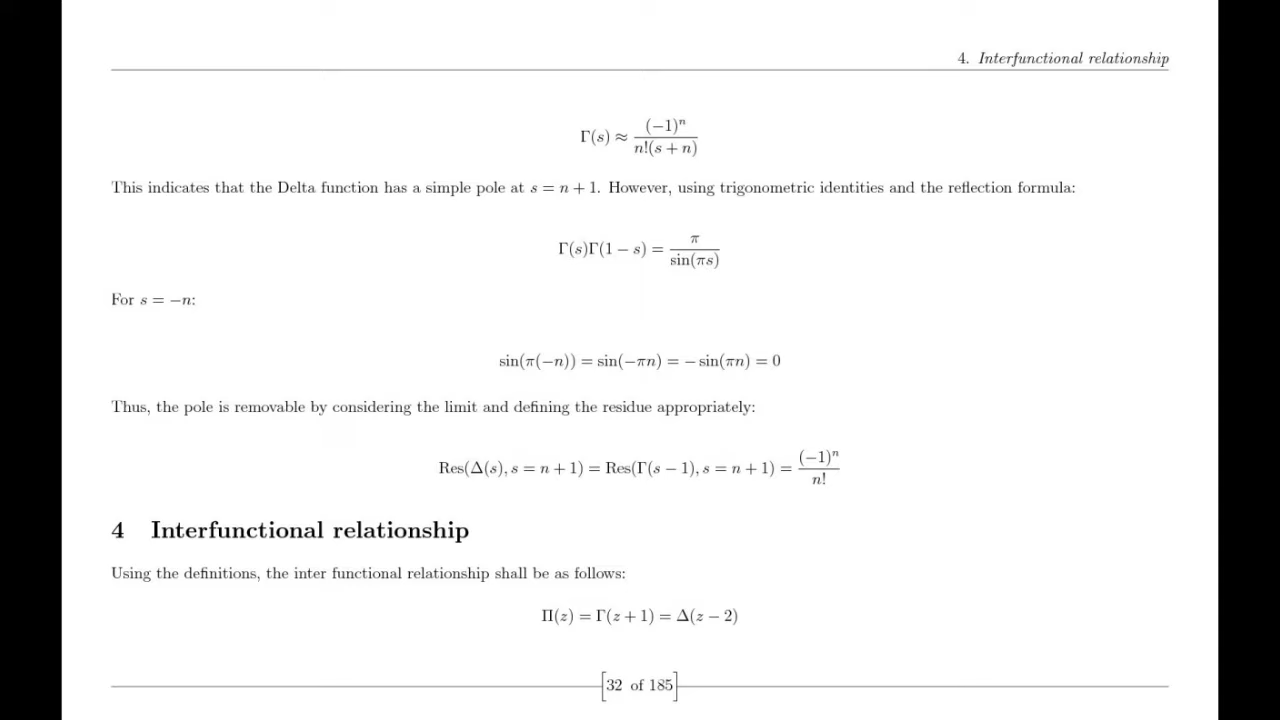 4. Interfunctional relationship
Γ(s) ≈ (−1)ⁿ / n!(s + n)
This indicates that the Delta function has a simple pole at s = n + 1. However, using trigonometric identities and the reflection formula:
Γ(s)Γ(1 − s) = π / sin(πs)
For s = −n:
sin(π(−n)) = sin(−πn) = − sin(πn) = 0
Thus, the pole is removable by considering the limit and defining the residue appropriately:
Res(Δ(s), s = n + 1) = Res(Γ(s − 1), s = n + 1) = (−1)ⁿ / n!
4 Interfunctional relationship
Using the definitions, the inter functional relationship shall be as follows:
Π(z) = Γ(z + 1) = Δ(z − 2)
[32 of 185]